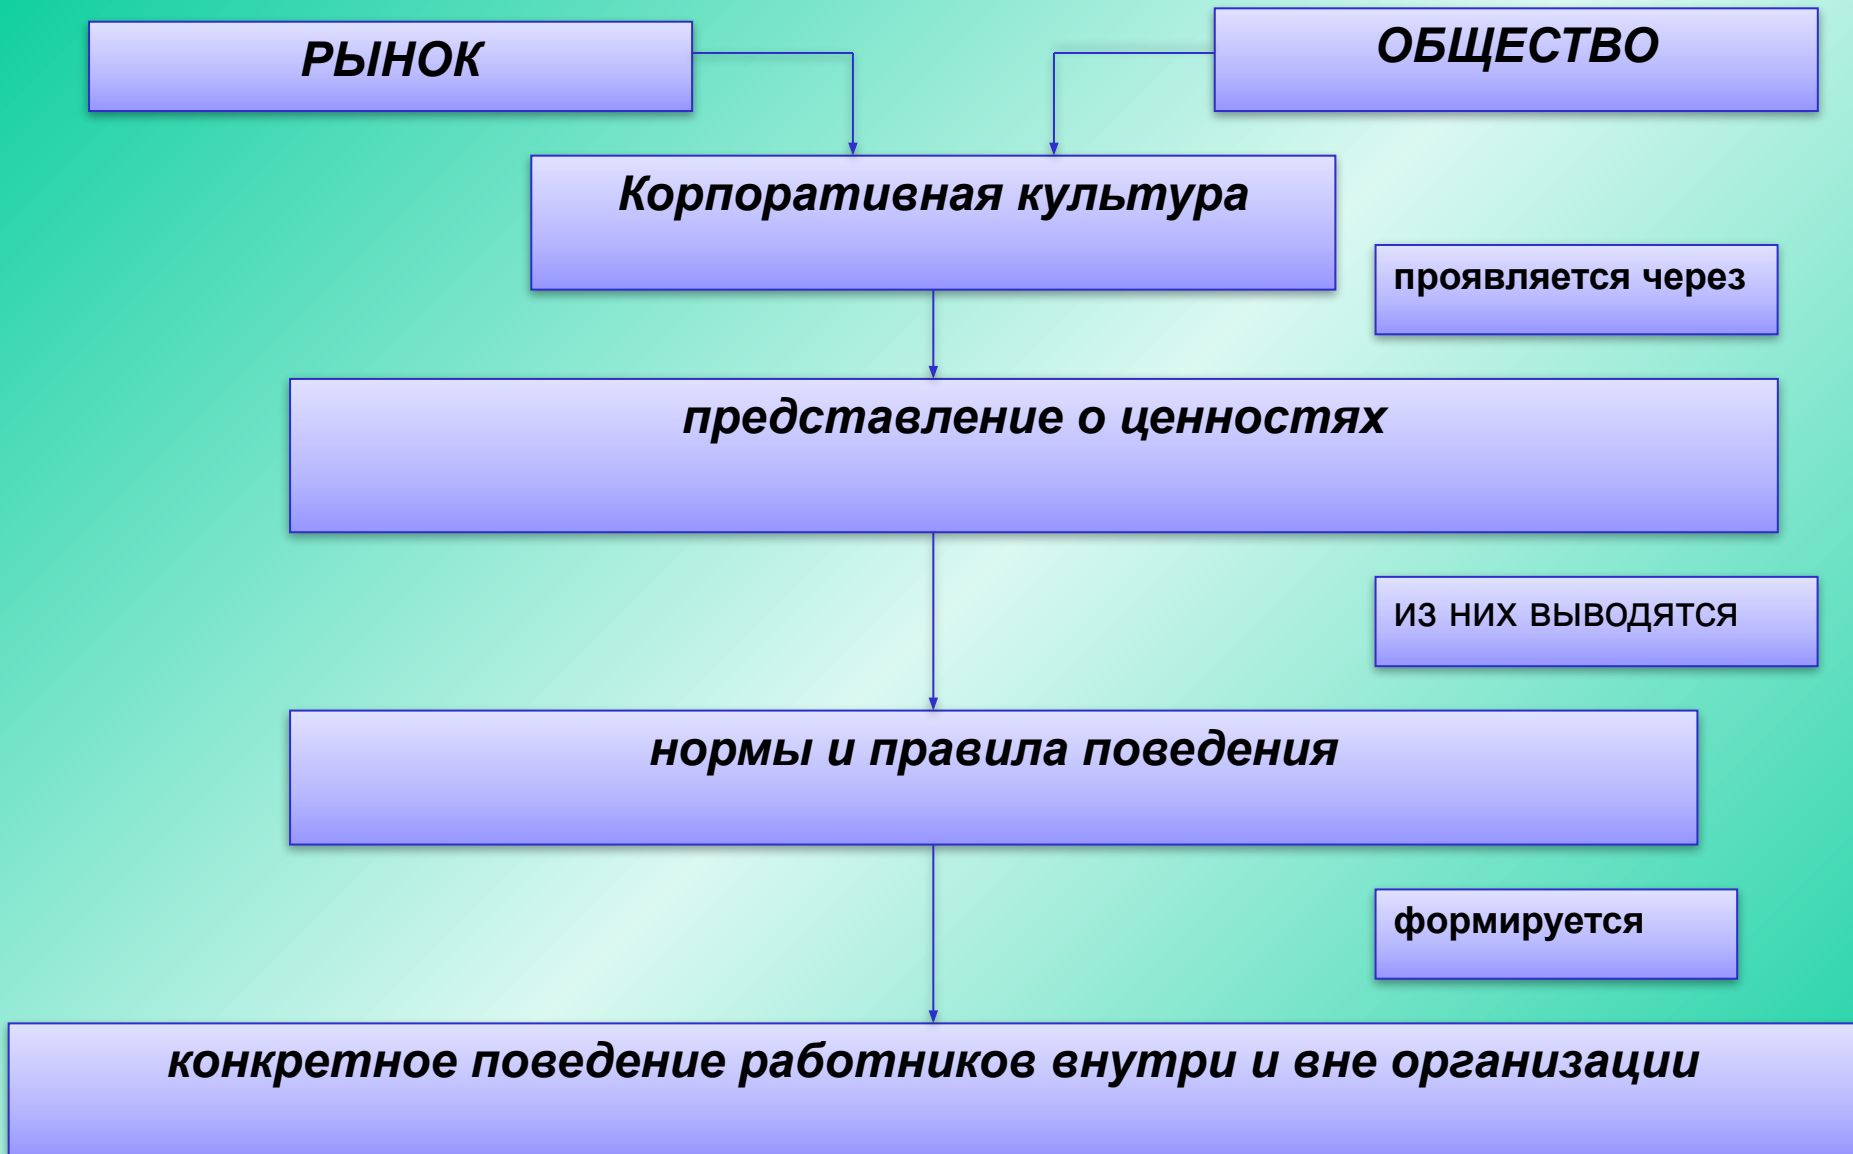 РЫНОК
ОБЩЕСТВО
Корпоративная культура
проявляется через
представление о ценностях
из них выводятся
нормы и правила поведения
формируется
конкретное поведение работников внутри и вне организации